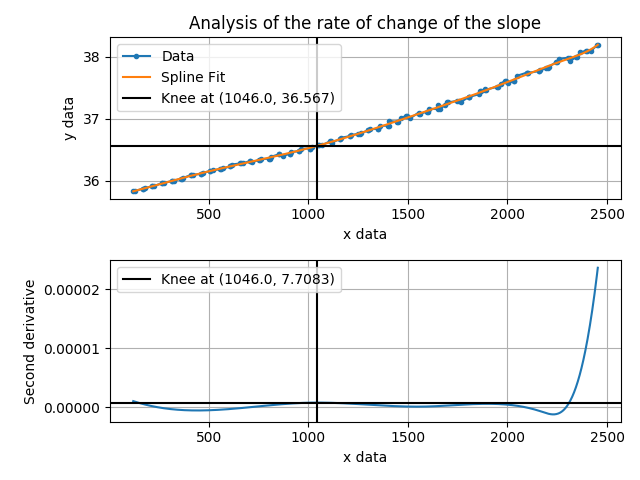 Analysis of the rate of change of the slope
y data
38
37
36
Data
Spline Fit
Knee at (1046.0, 36.567)
500 1000 1500 2000 2500
x data
Second derivative
0.00002
0.00001
0.00000
Knee at (1046.0, 7.7083)
500 1000 1500 2000 2500
x data